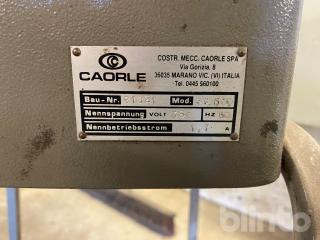 CAORLE
COSTR. MECC. CAORLE SPA
Via Gorizia, 8
36035 MARANO VIC. (VI) ITALIA
Tel. 0445 560100
Bau-Nr. Mod.
Nennspannung VOLT HZ
Nennbetriebsstrom A
blinto